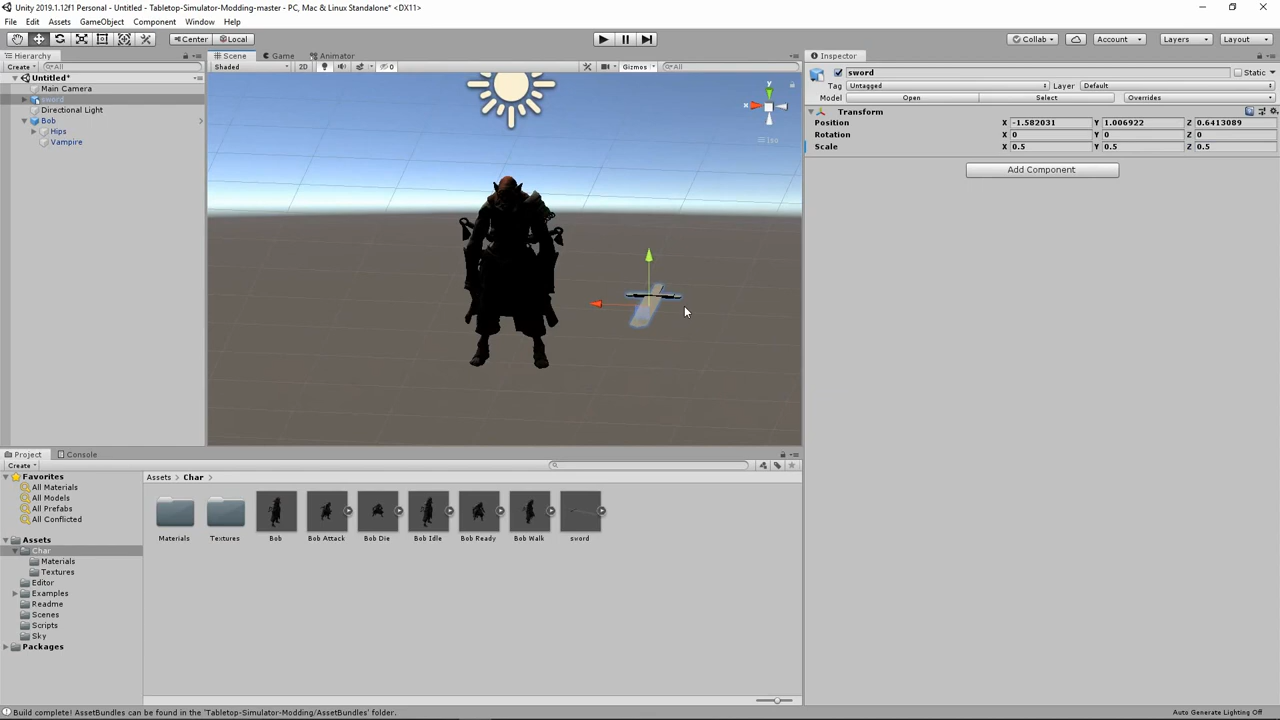 Unity 2019.1.12f1 Personal - Untitled - Tabletop-Simulator-Modding-master - PC, Mac & Linux Standalone* <DX11>
File Edit Assets GameObject Component Window Help
Center Local Collab Account Layers Layout
Hierarchy Scene Game Animator Inspector
Create All Shaded 2D 0 Gizmos All sword Static
Untitled* Tag Untagged Layer Default
Main Camera Model Open Select Overrides
sword
Directional Light
Bob
Hips
Vampire
y
x
Iso
Transform
Position X -1.582031 Y 1.006922 Z 0.6413089
Rotation X 0 Y 0 Z 0
Scale X 0.5 Y 0.5 Z 0.5
Add Component
Project Console
Create
Favorites
All Materials
All Models
All Prefabs
All Conflicted
Assets
Char
Materials
Textures
Editor
Examples
Readme
Scenes
Scripts
Sky
Packages
Assets Char
Materials Textures Bob Bob Attack Bob Die Bob Idle Bob Ready Bob Walk sword
Build complete! AssetBundles can be found in the 'Tabletop-Simulator-Modding/AssetBundles' folder.
Auto Generate Lighting Off